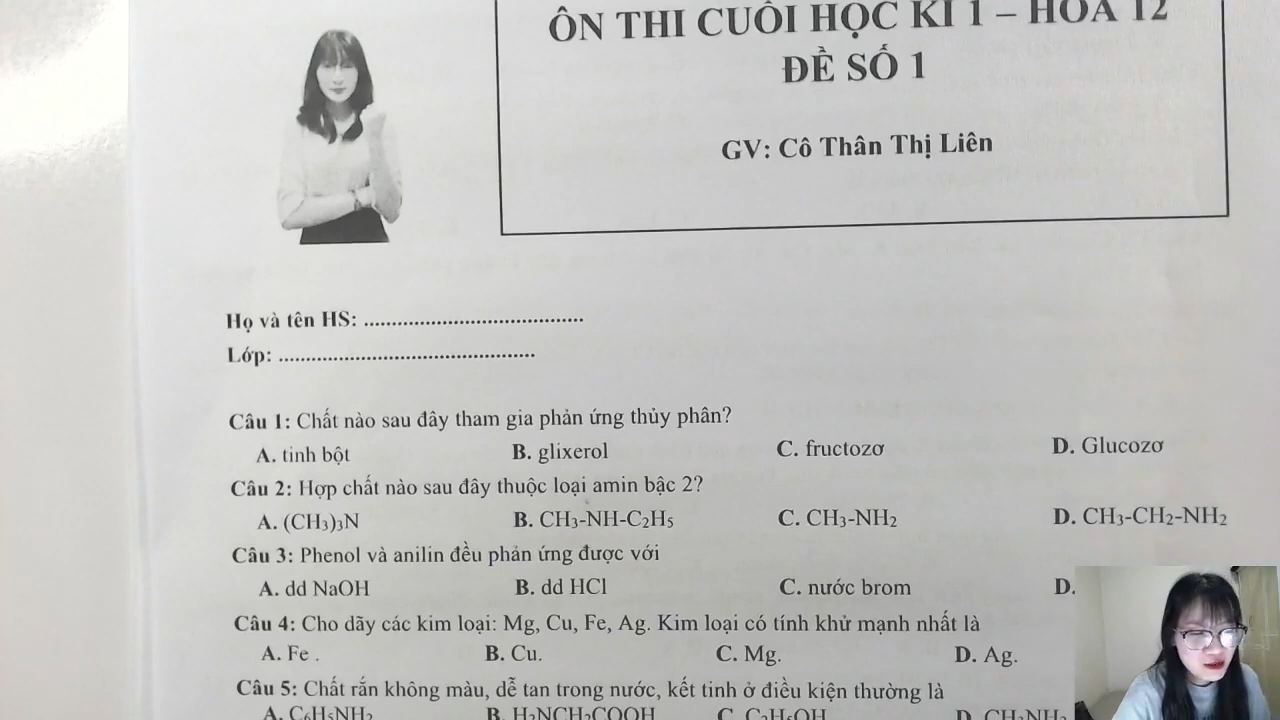 ÔN THI CUỐI HỌC KÌ 1 – HÓA 12
ĐỀ SỐ 1
GV: Cô Thân Thị Liên
Họ và tên HS: ........................................
Lớp: ...............................................
Câu 1: Chất nào sau đây tham gia phản ứng thủy phân?
A. tinh bột B. glixerol C. fructozơ D. Glucozơ
Câu 2: Hợp chất nào sau đây thuộc loại amin bậc 2?
A. (CH₃)₃N B. CH₃-NH-C₂H₅ C. CH₃-NH₂ D. CH₃-CH₂-NH₂
Câu 3: Phenol và anilin đều phản ứng được với
A. dd NaOH B. dd HCl C. nước brom D.
Câu 4: Cho dãy các kim loại: Mg, Cu, Fe, Ag. Kim loại có tính khử mạnh nhất là
A. Fe . B. Cu. C. Mg. D. Ag.
Câu 5: Chất rắn không màu, dễ tan trong nước, kết tinh ở điều kiện thường là
A. C₆H₅NH₂ B. H₂NCH₂COOH C. C₂H₅OH D. CH₃NH₂